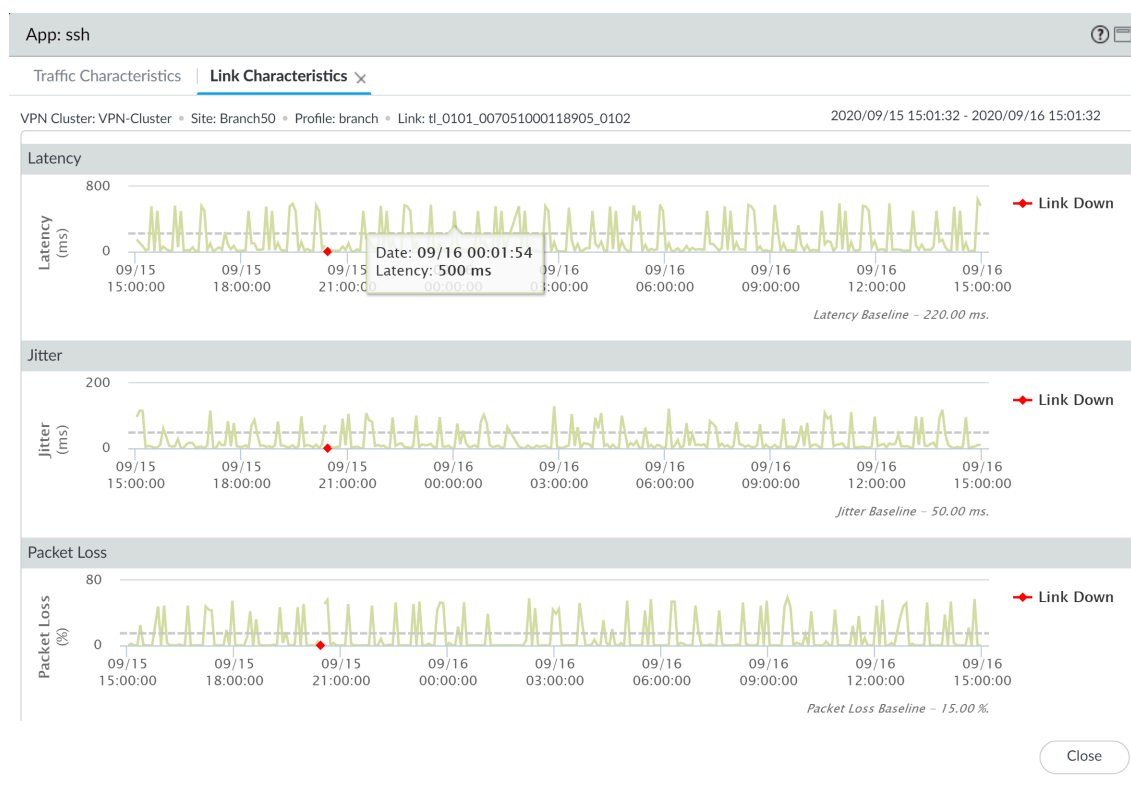 App: ssh
Traffic Characteristics Link Characteristics
VPN Cluster: VPN-Cluster Site: Branch50 Profile: branch Link: tl_0101_007051000118905_0102 2020/09/15 15:01:32 - 2020/09/16 15:01:32
Latency
800
0
Latency
(ms)
Link Down
Date: 09/16 00:01:54
Latency: 500 ms
09/15 09/15 09/15 09/16 09/16 09/16 09/16 09/16
15:00:00 18:00:00 21:00:00 00:00:00 03:00:00 06:00:00 09:00:00 12:00:00 15:00:00
Latency Baseline – 220.00 ms.
Jitter
200
0
Jitter
(ms)
Link Down
09/15 09/15 09/15 09/16 09/16 09/16 09/16 09/16 09/16
15:00:00 18:00:00 21:00:00 00:00:00 03:00:00 06:00:00 09:00:00 12:00:00 15:00:00
Jitter Baseline – 50.00 ms.
Packet Loss
80
0
Packet Loss
(%)
Link Down
09/15 09/15 09/15 09/16 09/16 09/16 09/16 09/16 09/16
15:00:00 18:00:00 21:00:00 00:00:00 03:00:00 06:00:00 09:00:00 12:00:00 15:00:00
Packet Loss Baseline – 15.00 %.
Close